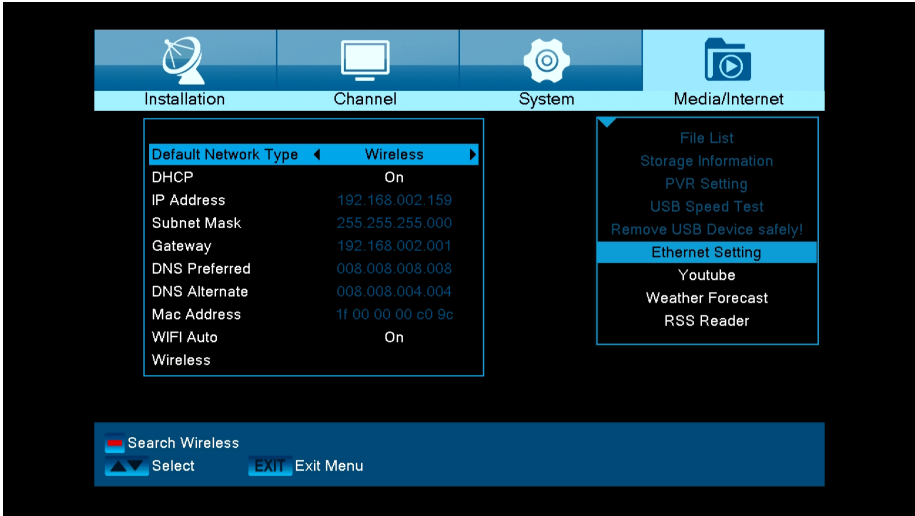 Installation Channel System Media/Internet
Default Network Type Wireless
DHCP On
IP Address 192.168.002.159
Subnet Mask 255.255.255.000
Gateway 192.168.002.001
DNS Preferred 008.008.008.008
DNS Alternate 008.008.004.004
Mac Address 1f 00 00 00 c0 9c
WIFI Auto On
Wireless
File List
Storage Information
PVR Setting
USB Speed Test
Remove USB Device safely!
Ethernet Setting
Youtube
Weather Forecast
RSS Reader
Search Wireless
Select EXIT Exit Menu